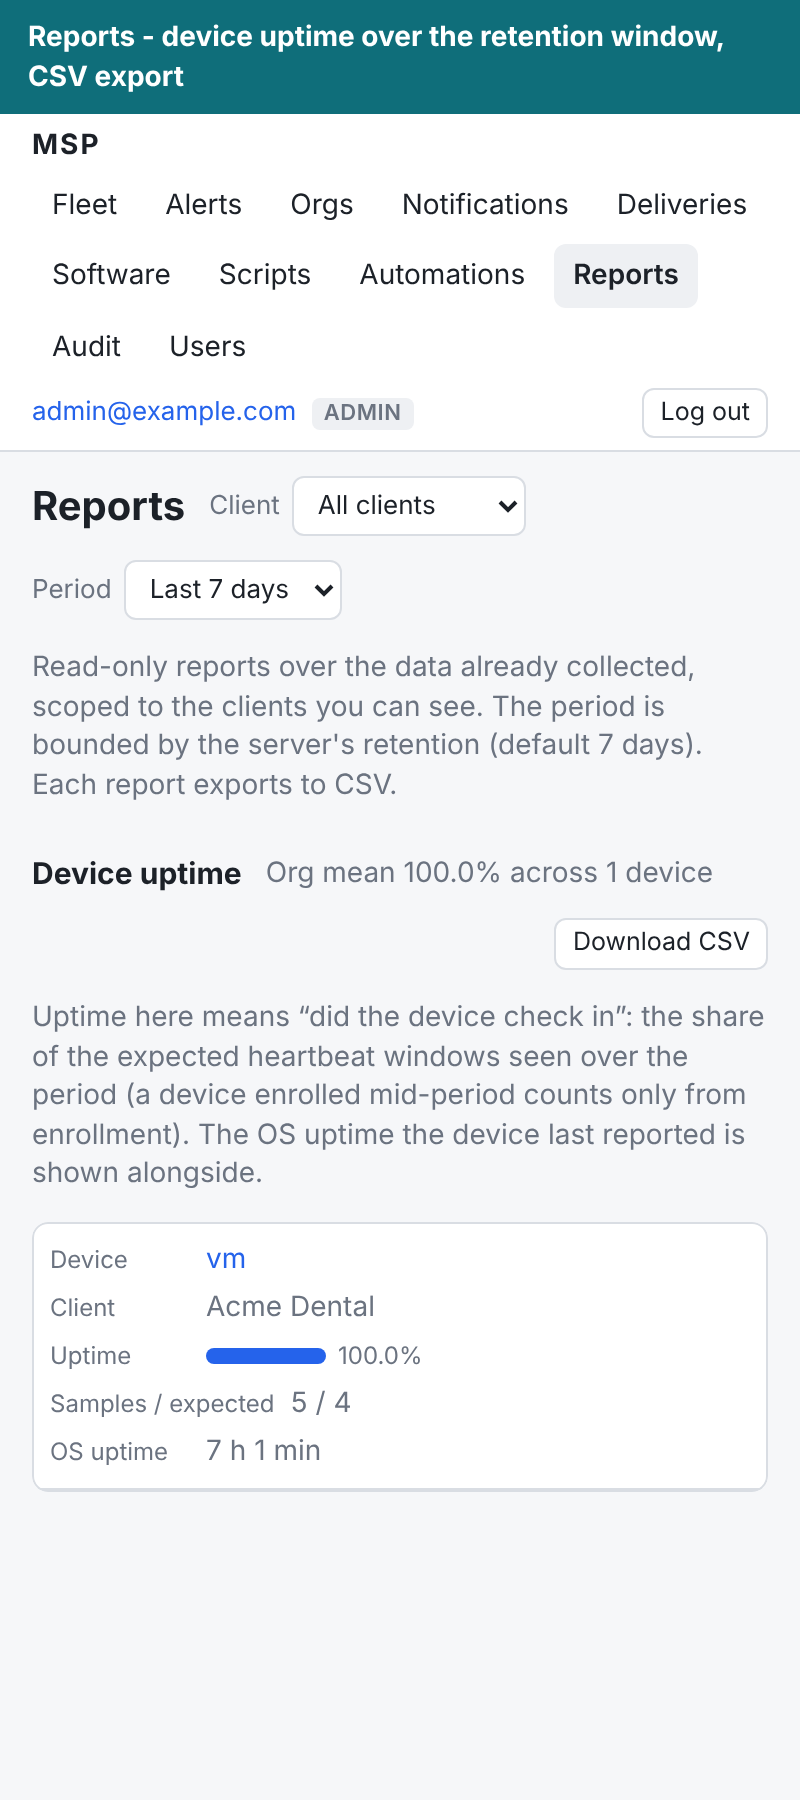 Reports - device uptime over the retention window,
CSV export
MSP
Fleet Alerts Orgs Notifications Deliveries
Software Scripts Automations Reports
Audit Users
admin@example.com ADMIN Log out
Reports Client All clients
Period Last 7 days
Read-only reports over the data already collected,
scoped to the clients you can see. The period is
bounded by the server's retention (default 7 days).
Each report exports to CSV.
Device uptime Org mean 100.0% across 1 device
Download CSV
Uptime here means “did the device check in”: the share
of the expected heartbeat windows seen over the
period (a device enrolled mid-period counts only from
enrollment). The OS uptime the device last reported is
shown alongside.
Device vm
Client Acme Dental
Uptime 100.0%
Samples / expected 5 / 4
OS uptime 7 h 1 min